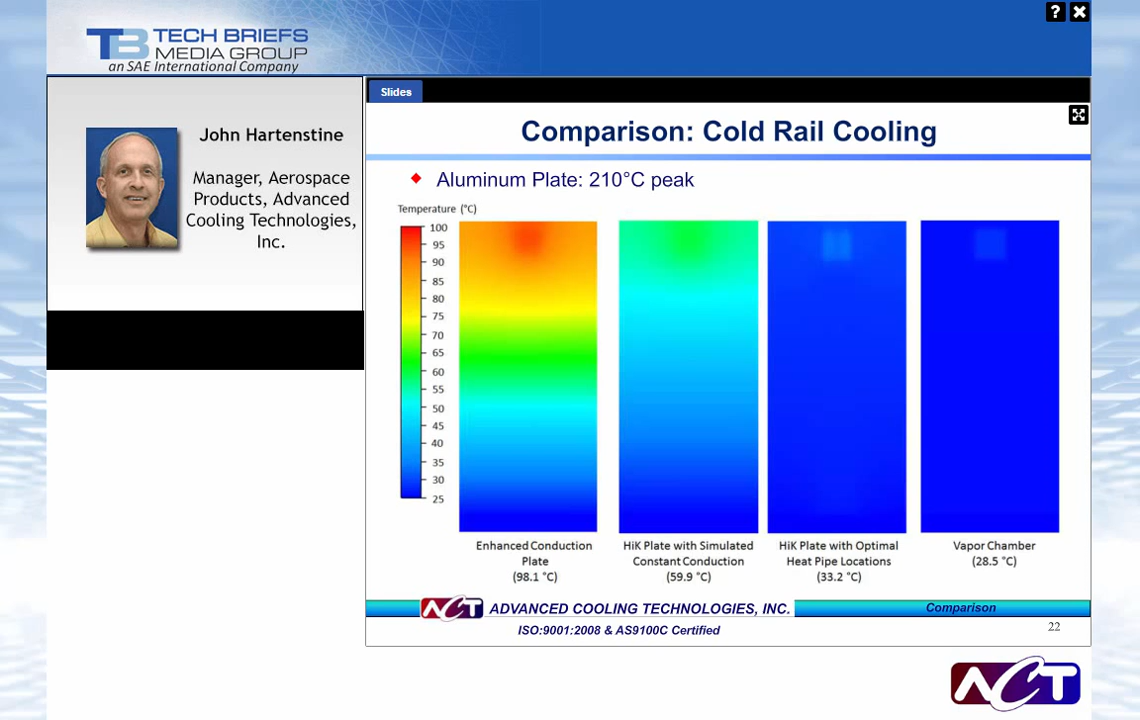 ? ✖
TB TECH BRIEFS
MEDIA GROUP
an SAE International Company
John Hartenstine
Manager, Aerospace
Products, Advanced
Cooling Technologies,
Inc.
Slides
Comparison: Cold Rail Cooling
Aluminum Plate: 210°C peak
Temperature (°C)
100
95
90
85
80
75
70
65
60
55
50
45
40
35
30
25
Enhanced Conduction
Plate
(98.1 °C)
HiK Plate with Simulated
Constant Conduction
(59.9 °C)
HiK Plate with Optimal
Heat Pipe Locations
(33.2 °C)
Vapor Chamber
(28.5 °C)
ACT ADVANCED COOLING TECHNOLOGIES, INC.
Comparison
ISO:9001:2008 & AS9100C Certified
22
ACT